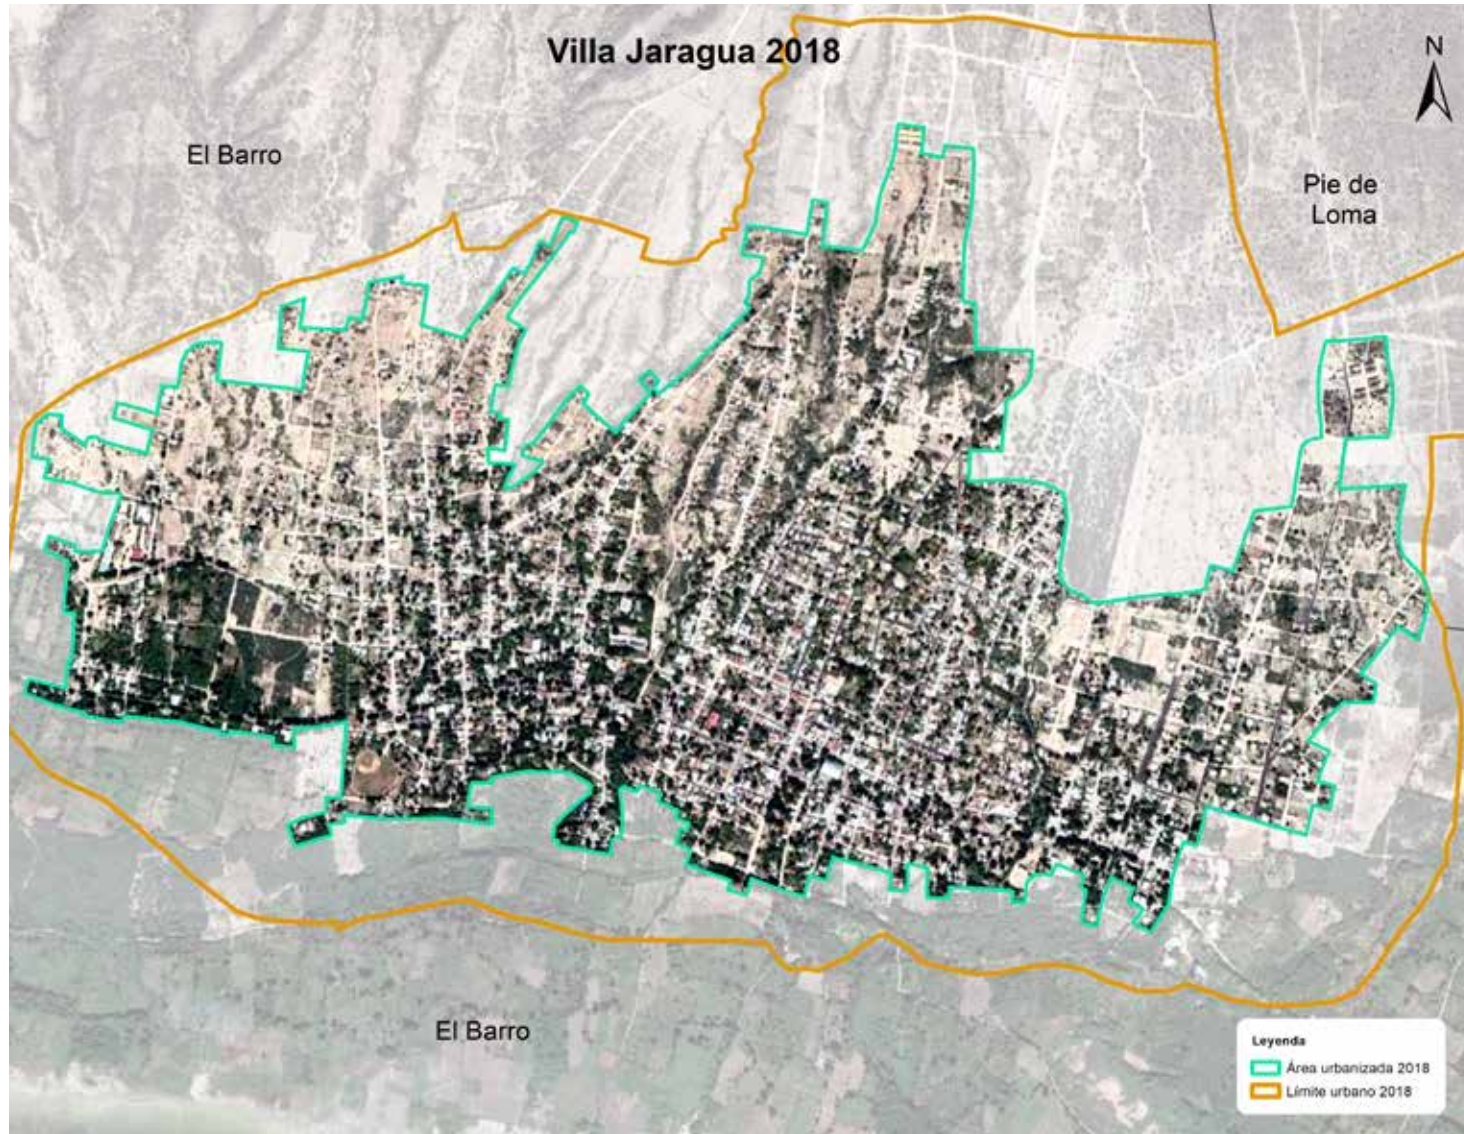 Villa Jaragua 2018
N
El Barro
Pie de
Loma
El Barro
Leyenda
Área urbanizada 2018
Límite urbano 2018